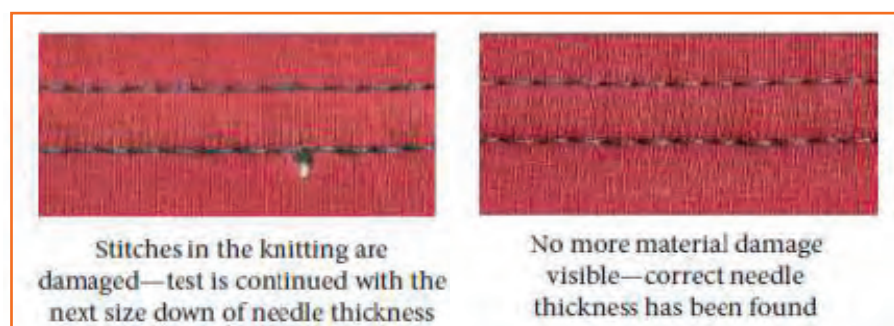 Stitches in the knitting are
damaged—test is continued with the
next size down of needle thickness
No more material damage
visible—correct needle
thickness has been found